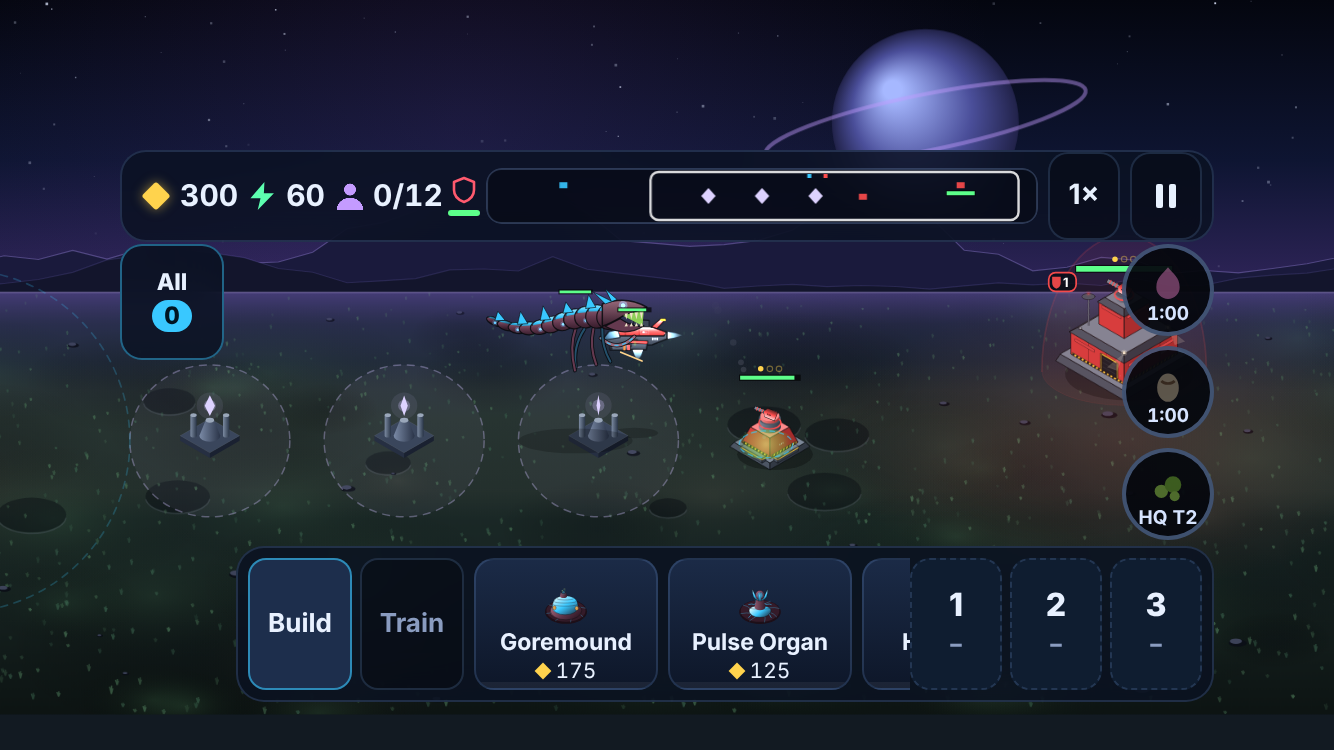 300 60 0/12 1×
All
0
1
1:00
1:00
HQ T2
Build Train
Goremound
175
Pulse Organ
125
1
–
2
–
3
–